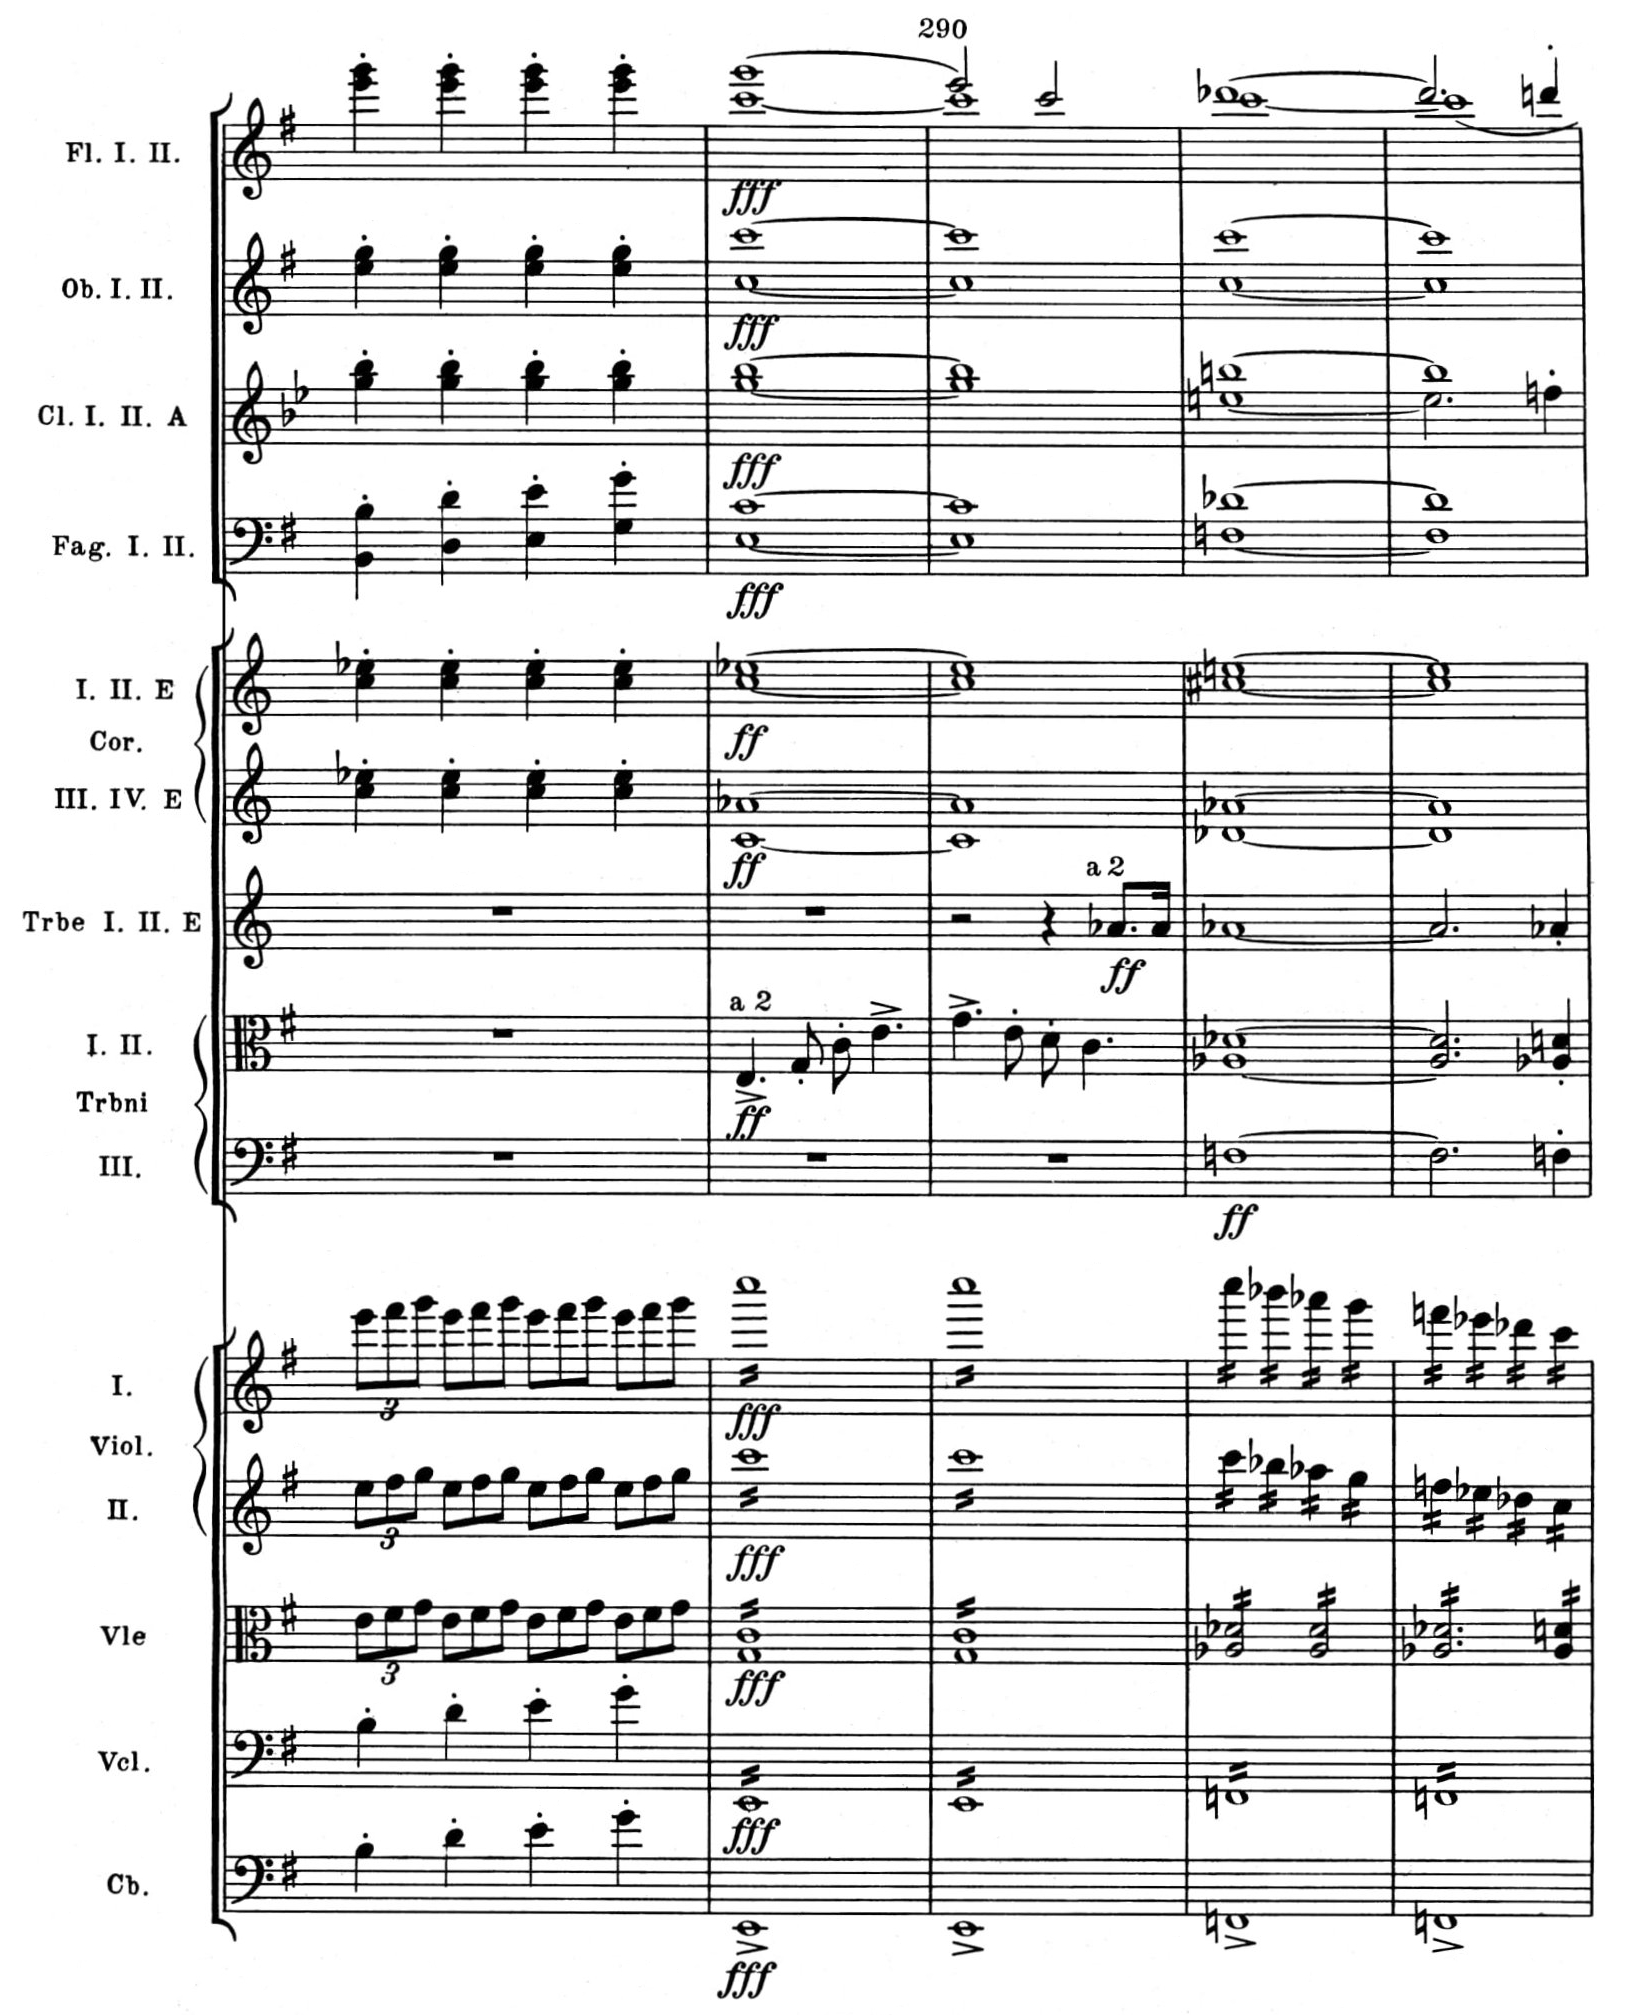 290
Fl. I. II.
fff
Ob. I. II.
fff
Cl. I. II. A
fff
Fag. I. II.
fff
I. II. E
ff
Cor.
III. IV. E
ff
a 2
Trbe I. II. E
ff
a 2
I. II.
ff
Trbni
III.
ff
I.
3
fff
Viol.
II.
3
fff
Vle
3
fff
Vcl.
fff
Cb.
fff